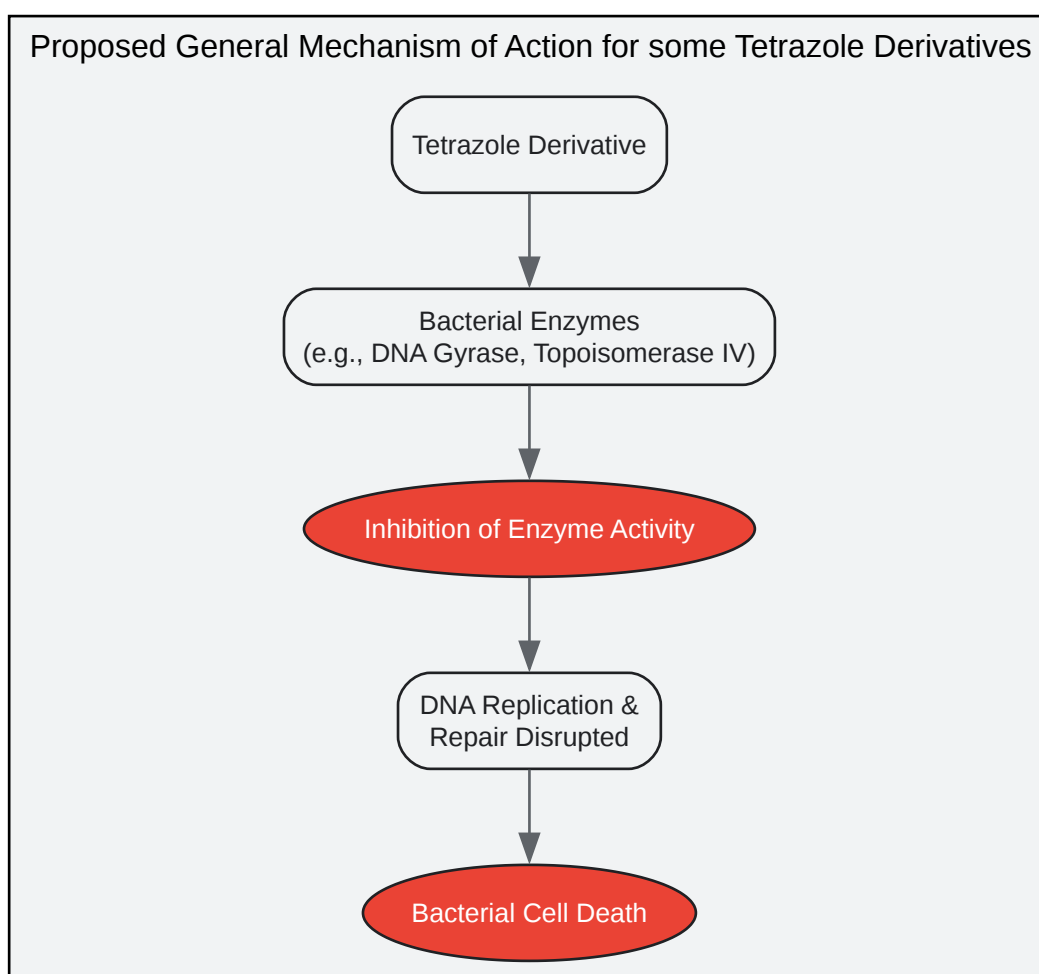 Proposed General Mechanism of Action for some Tetrazole Derivatives
Tetrazole Derivative
Bacterial Enzymes
(e.g., DNA Gyrase, Topoisomerase IV)
Inhibition of Enzyme Activity
DNA Replication &
Repair Disrupted
Bacterial Cell Death